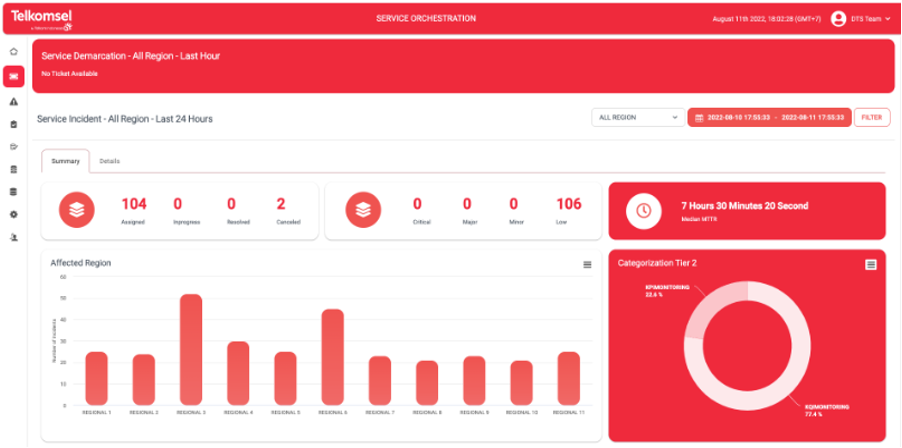 Telkomsel
SERVICE ORCHESTRATION
August 11th 2022, 18:02:28 (GMT+7)
DTS Team
Service Demarcation - All Region - Last Hour
No Ticket Available
Service Incident - All Region - Last 24 Hours
ALL REGION
2022-08-10 17:55:33 - 2022-08-11 17:55:33
FILTER
Summary
Details
104 0 0 2
Assigned Inprogress Resolved Canceled
0 0 0 106
Critical Major Minor Low
7 Hours 30 Minutes 20 Second
Median MTTR
Affected Region
60
50
40
30
20
10
0
Number of Incidents
REGIONAL 1 REGIONAL 2 REGIONAL 3 REGIONAL 4 REGIONAL 5 REGIONAL 6 REGIONAL 7 REGIONAL 8 REGIONAL 9 REGIONAL 10 REGIONAL 11
Categorization Tier 2
KPIMONITORING
22.6 %
KQIMONITORING
77.4 %